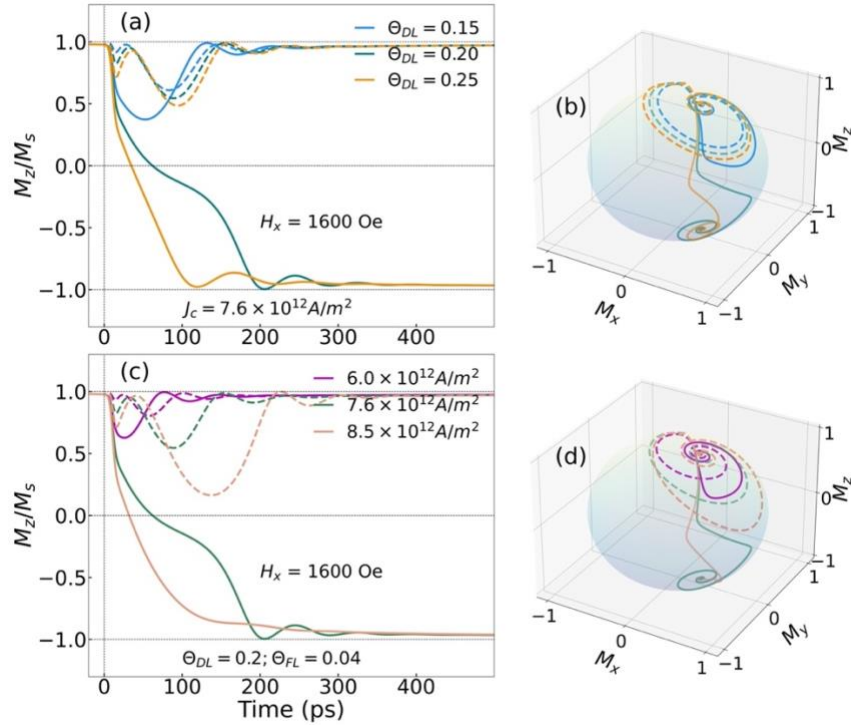 (a)
1.0
0.5
0.0
−0.5
−1.0
M_z/M_s
Θ_DL = 0.15
Θ_DL = 0.20
Θ_DL = 0.25
H_x = 1600 Oe
J_c = 7.6 × 10^12 A/m^2
0
100
200
300
400
(b)
1
0
−1
M_z
1
0
−1
M_y
−1
0
1
M_x
(c)
1.0
0.5
0.0
−0.5
−1.0
M_z/M_s
6.0 × 10^12 A/m^2
7.6 × 10^12 A/m^2
8.5 × 10^12 A/m^2
H_x = 1600 Oe
Θ_DL = 0.2; Θ_FL = 0.04
0
100
200
300
400
Time (ps)
(d)
1
0
−1
M_z
1
0
−1
M_y
−1
0
1
M_x